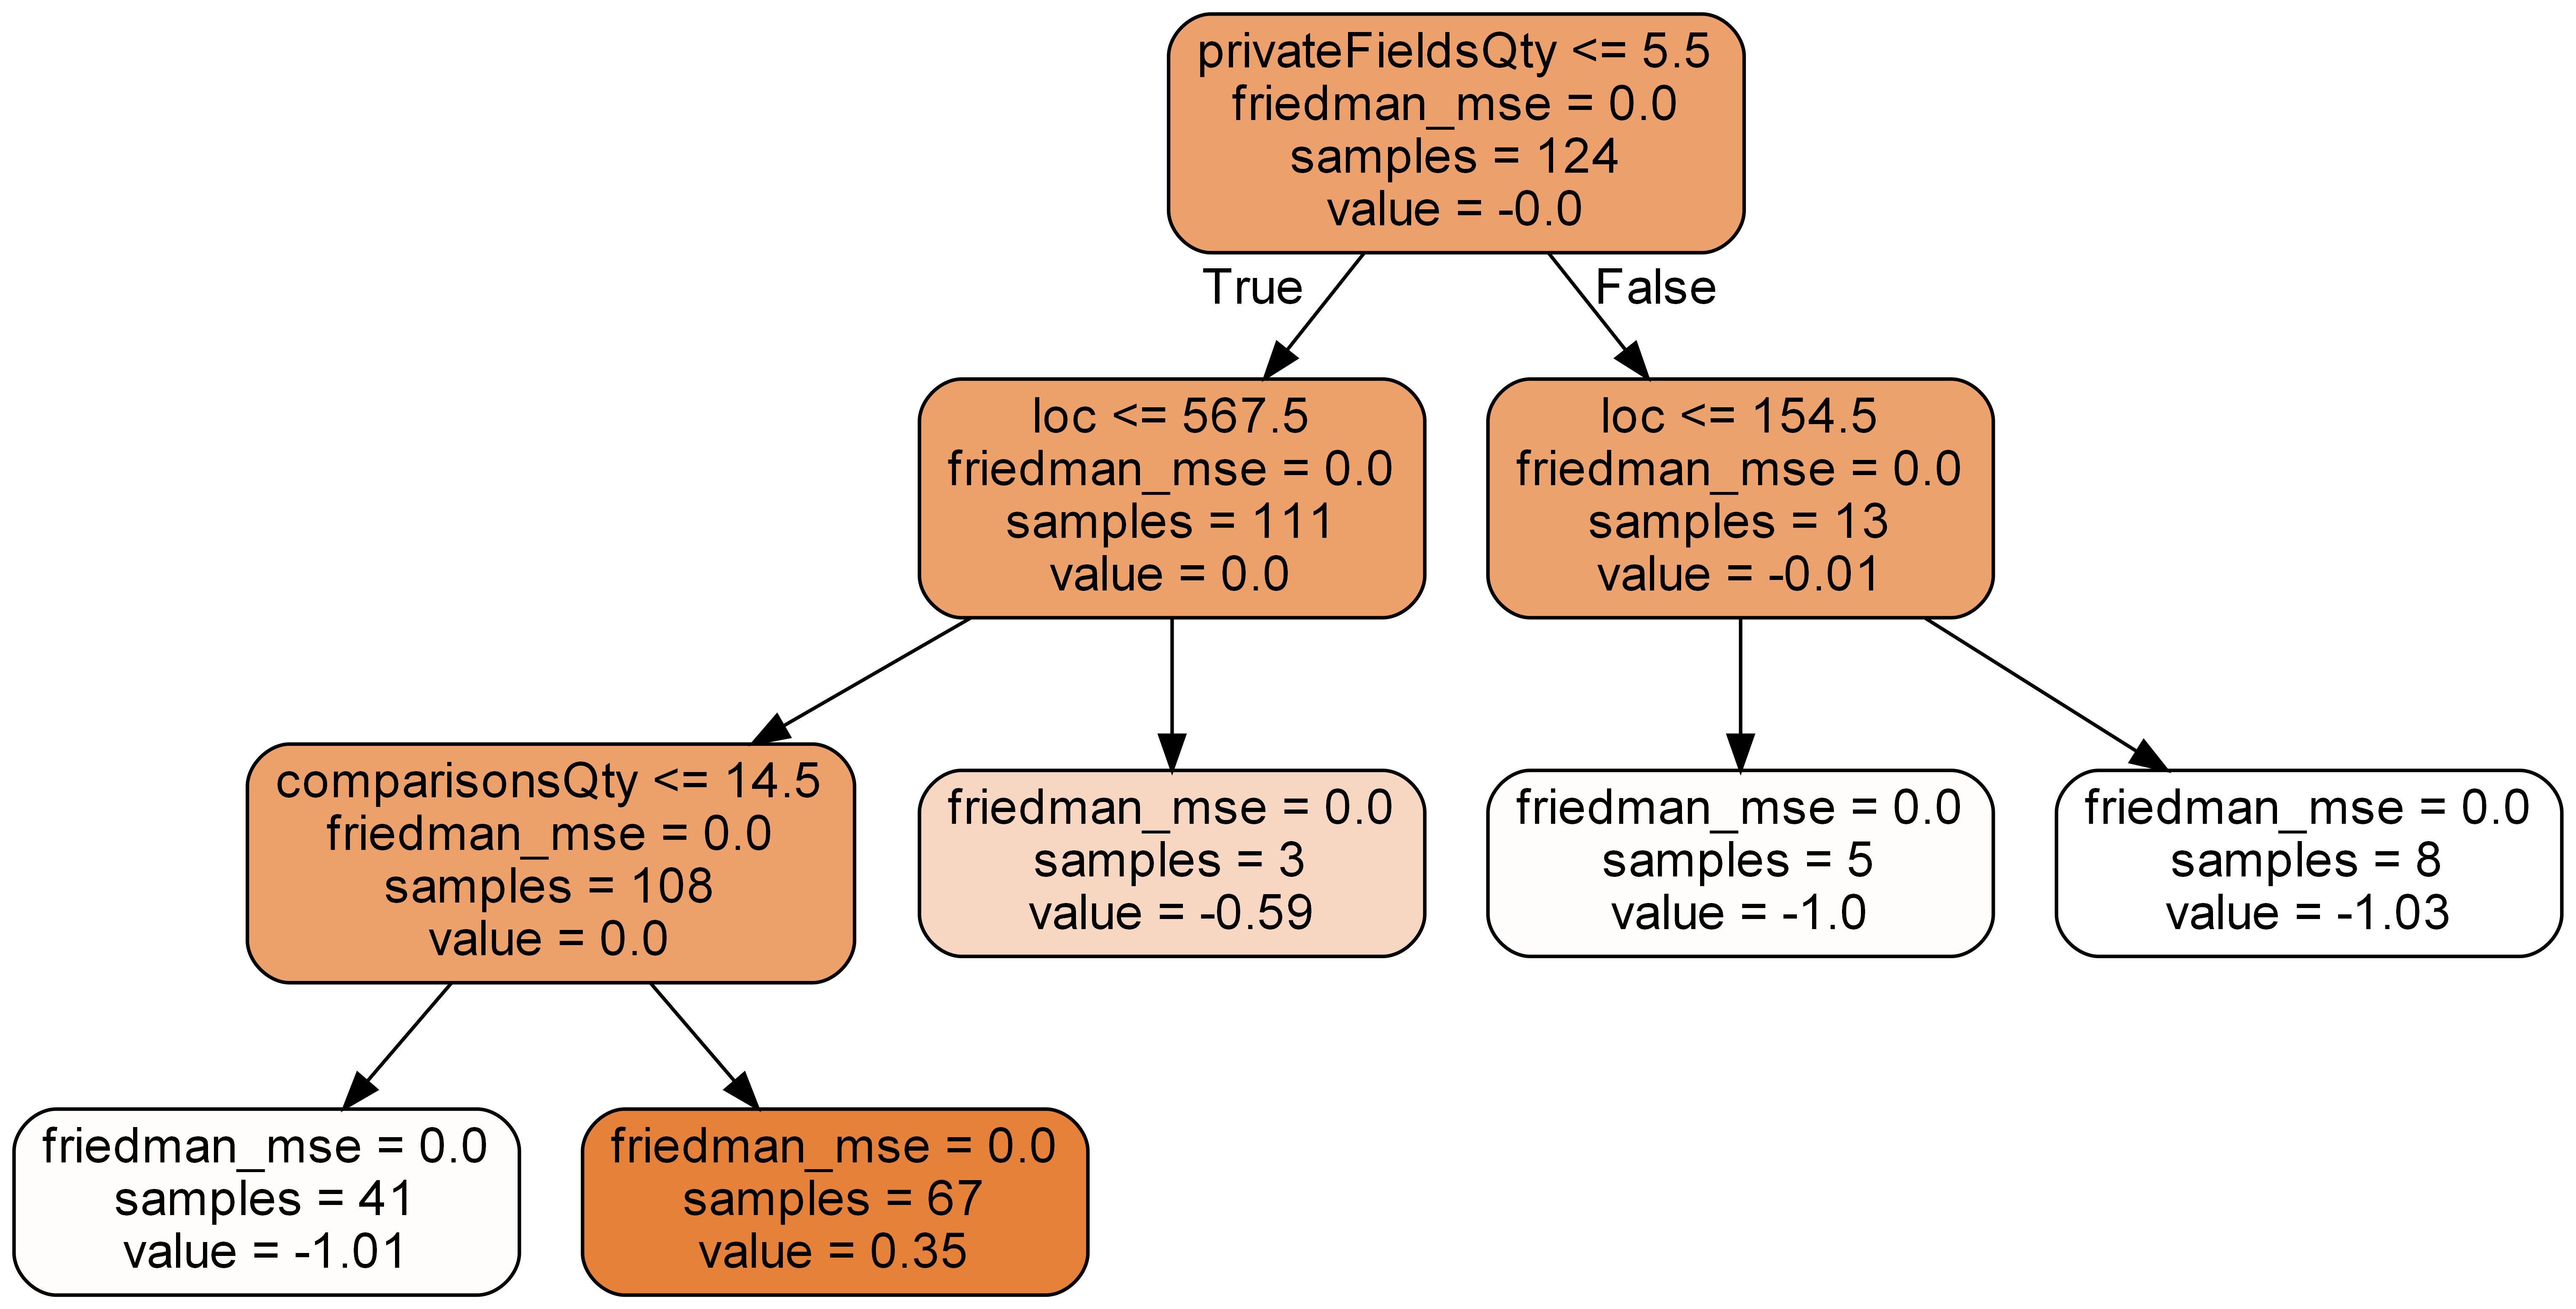 privateFieldsQty <= 5.5
friedman_mse = 0.0
samples = 124
value = -0.0
True
False
loc <= 567.5
friedman_mse = 0.0
samples = 111
value = 0.0
loc <= 154.5
friedman_mse = 0.0
samples = 13
value = -0.01
comparisonsQty <= 14.5
friedman_mse = 0.0
samples = 108
value = 0.0
friedman_mse = 0.0
samples = 3
value = -0.59
friedman_mse = 0.0
samples = 5
value = -1.0
friedman_mse = 0.0
samples = 8
value = -1.03
friedman_mse = 0.0
samples = 41
value = -1.01
friedman_mse = 0.0
samples = 67
value = 0.35